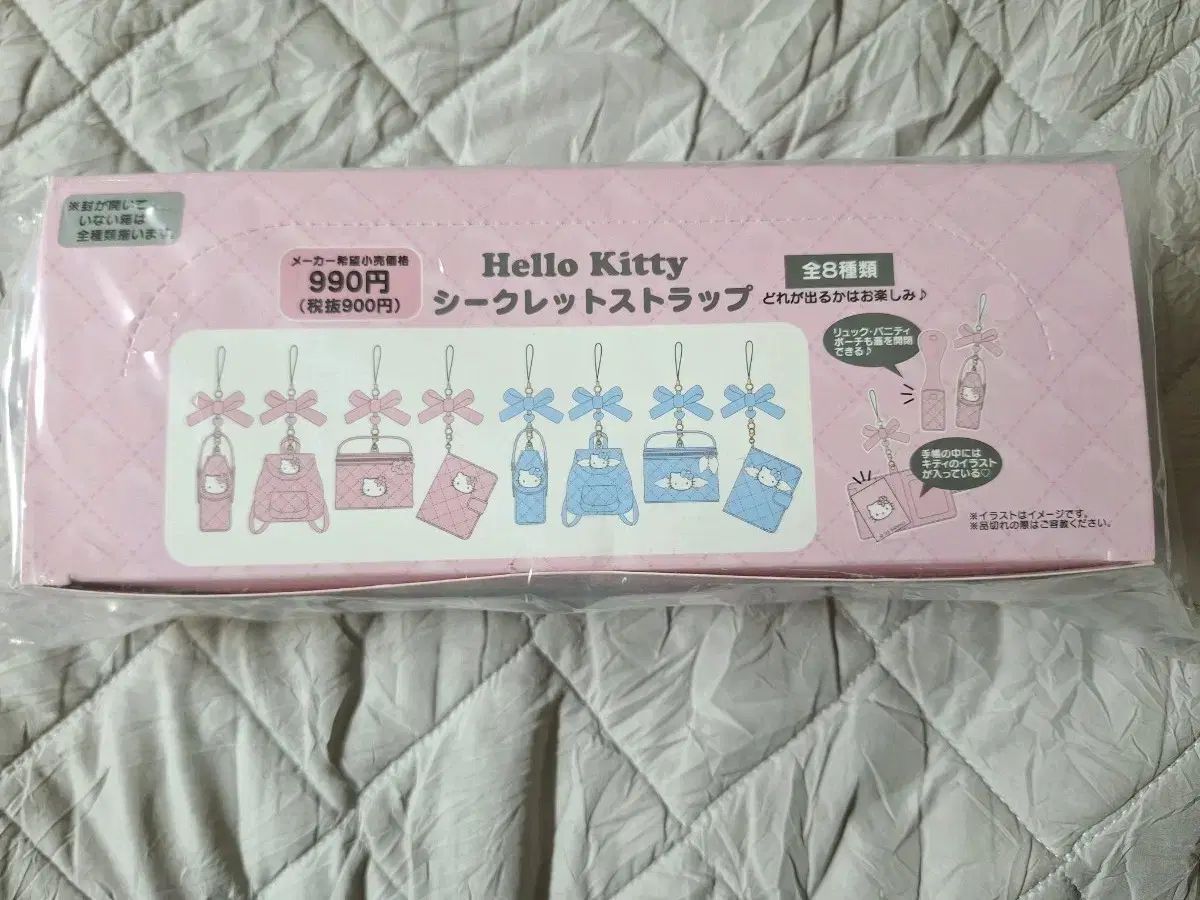 ※封が開いて
いない箱は
全種類揃います。
メーカー希望小売価格
990円
(税抜900円)
Hello Kitty
シークレットストラップ
全8種類
どれが出るかはお楽しみ♪
リュック・バニティ
ポーチも蓋を開閉
できる♪
手帳の中には
キティのイラスト
が入っている♡
※イラストはイメージです。
※品切れの際はご容赦ください。